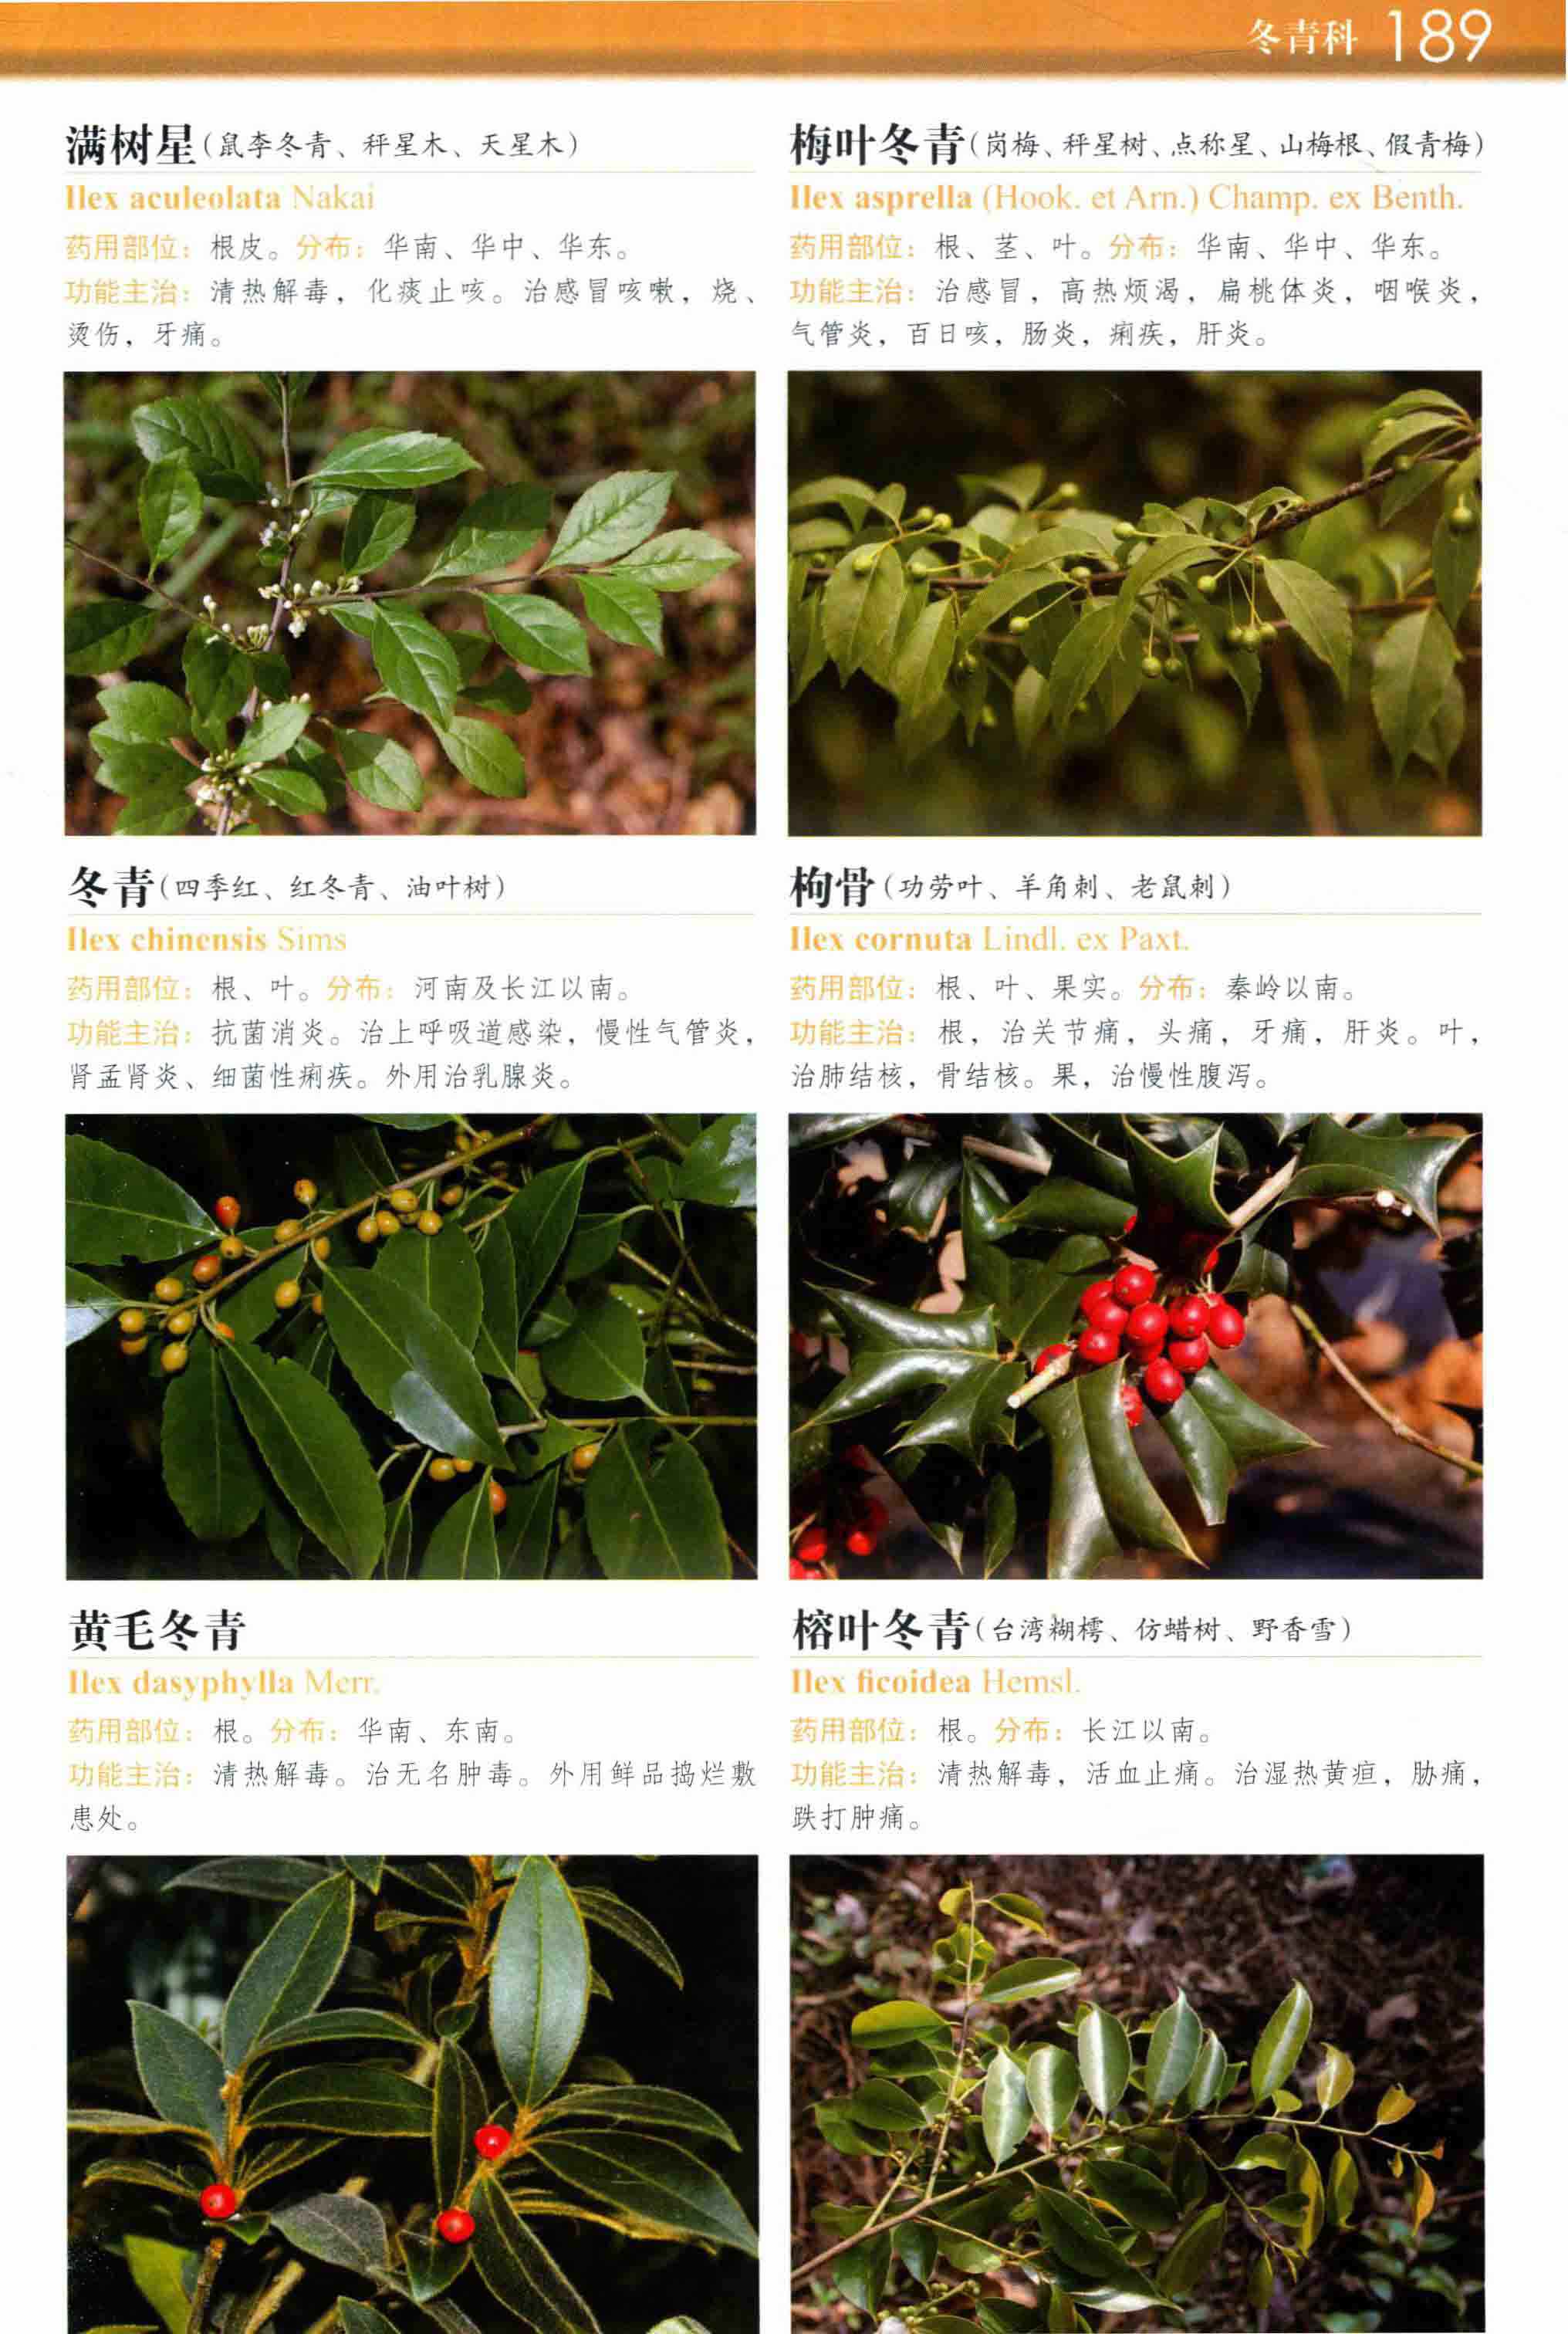 冬青科 189
满树星(鼠李冬青、秤星木、天星木)
Ilex aculeolata Nakai
药用部位：根皮。分布：华南、华中、华东。
功能主治：清热解毒，化痰止咳。治感冒咳嗽，烧、
烫伤，牙痛。
梅叶冬青(岗梅、秤星树、点称星、山梅根、假青梅)
Ilex asprella (Hook. et Arn.) Champ. ex Benth.
药用部位：根、茎、叶。分布：华南、华中、华东。
功能主治：治感冒，高热烦渴，扁桃体炎，咽喉炎，
气管炎，百日咳，肠炎，痢疾，肝炎。
冬青(四季红、红冬青、油叶树)
Ilex chinensis Sims
药用部位：根、叶。分布：河南及长江以南。
功能主治：抗菌消炎。治上呼吸道感染，慢性气管炎，
肾孟肾炎、细菌性痢疾。外用治乳腺炎。
枸骨(功劳叶、羊角刺、老鼠刺)
Ilex cornuta Lindl. ex Paxt.
药用部位：根、叶、果实。分布：秦岭以南。
功能主治：根，治关节痛，头痛，牙痛，肝炎。叶，
治肺结核，骨结核。果，治慢性腹泻。
黄毛冬青
Ilex dasyphylla Merr.
药用部位：根。分布：华南、东南。
功能主治：清热解毒。治无名肿毒。外用鲜品捣烂敷
患处。
榕叶冬青(台湾糊樗、仿蜡树、野香雪)
Ilex ficoidea Hemsl.
药用部位：根。分布：长江以南。
功能主治：清热解毒，活血止痛。治湿热黄疸，胁痛，
跌打肿痛。